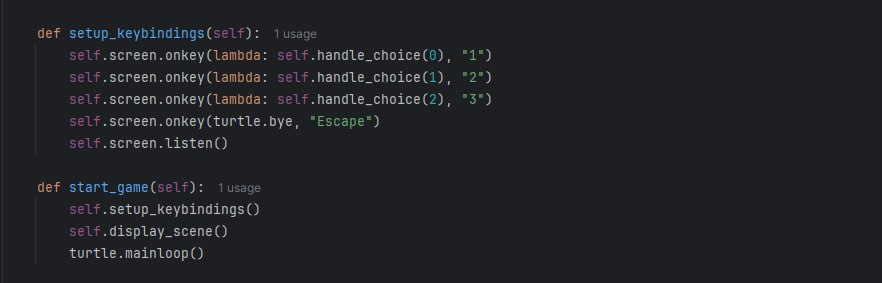 def setup_keybindings(self): 1 usage
self.screen.onkey(lambda: self.handle_choice(0), "1")
self.screen.onkey(lambda: self.handle_choice(1), "2")
self.screen.onkey(lambda: self.handle_choice(2), "3")
self.screen.onkey(turtle.bye, "Escape")
self.screen.listen()
def start_game(self): 1 usage
self.setup_keybindings()
self.display_scene()
turtle.mainloop()